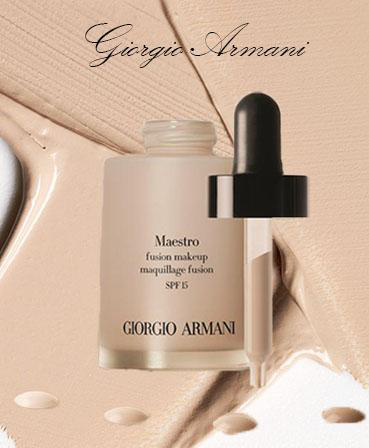 Giorgio Armani
Maestro
fusion makeup
maquillage fusion
SPF 15
GIORGIO ARMANI